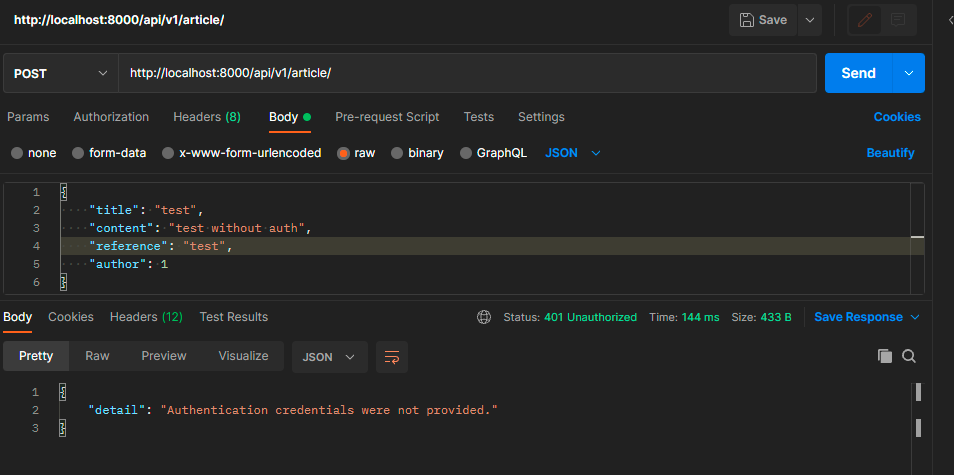 http://localhost:8000/api/v1/article/
Save
POST
http://localhost:8000/api/v1/article/
Send
Params Authorization Headers (8) Body Pre-request Script Tests Settings Cookies
none form-data x-www-form-urlencoded raw binary GraphQL JSON Beautify
1 {
2 "title": "test",
3 "content": "test without auth",
4 "reference": "test",
5 "author": 1
6 }
Body Cookies Headers (12) Test Results Status: 401 Unauthorized Time: 144 ms Size: 433 B Save Response
Pretty Raw Preview Visualize JSON
1 {
2 "detail": "Authentication credentials were not provided."
3 }